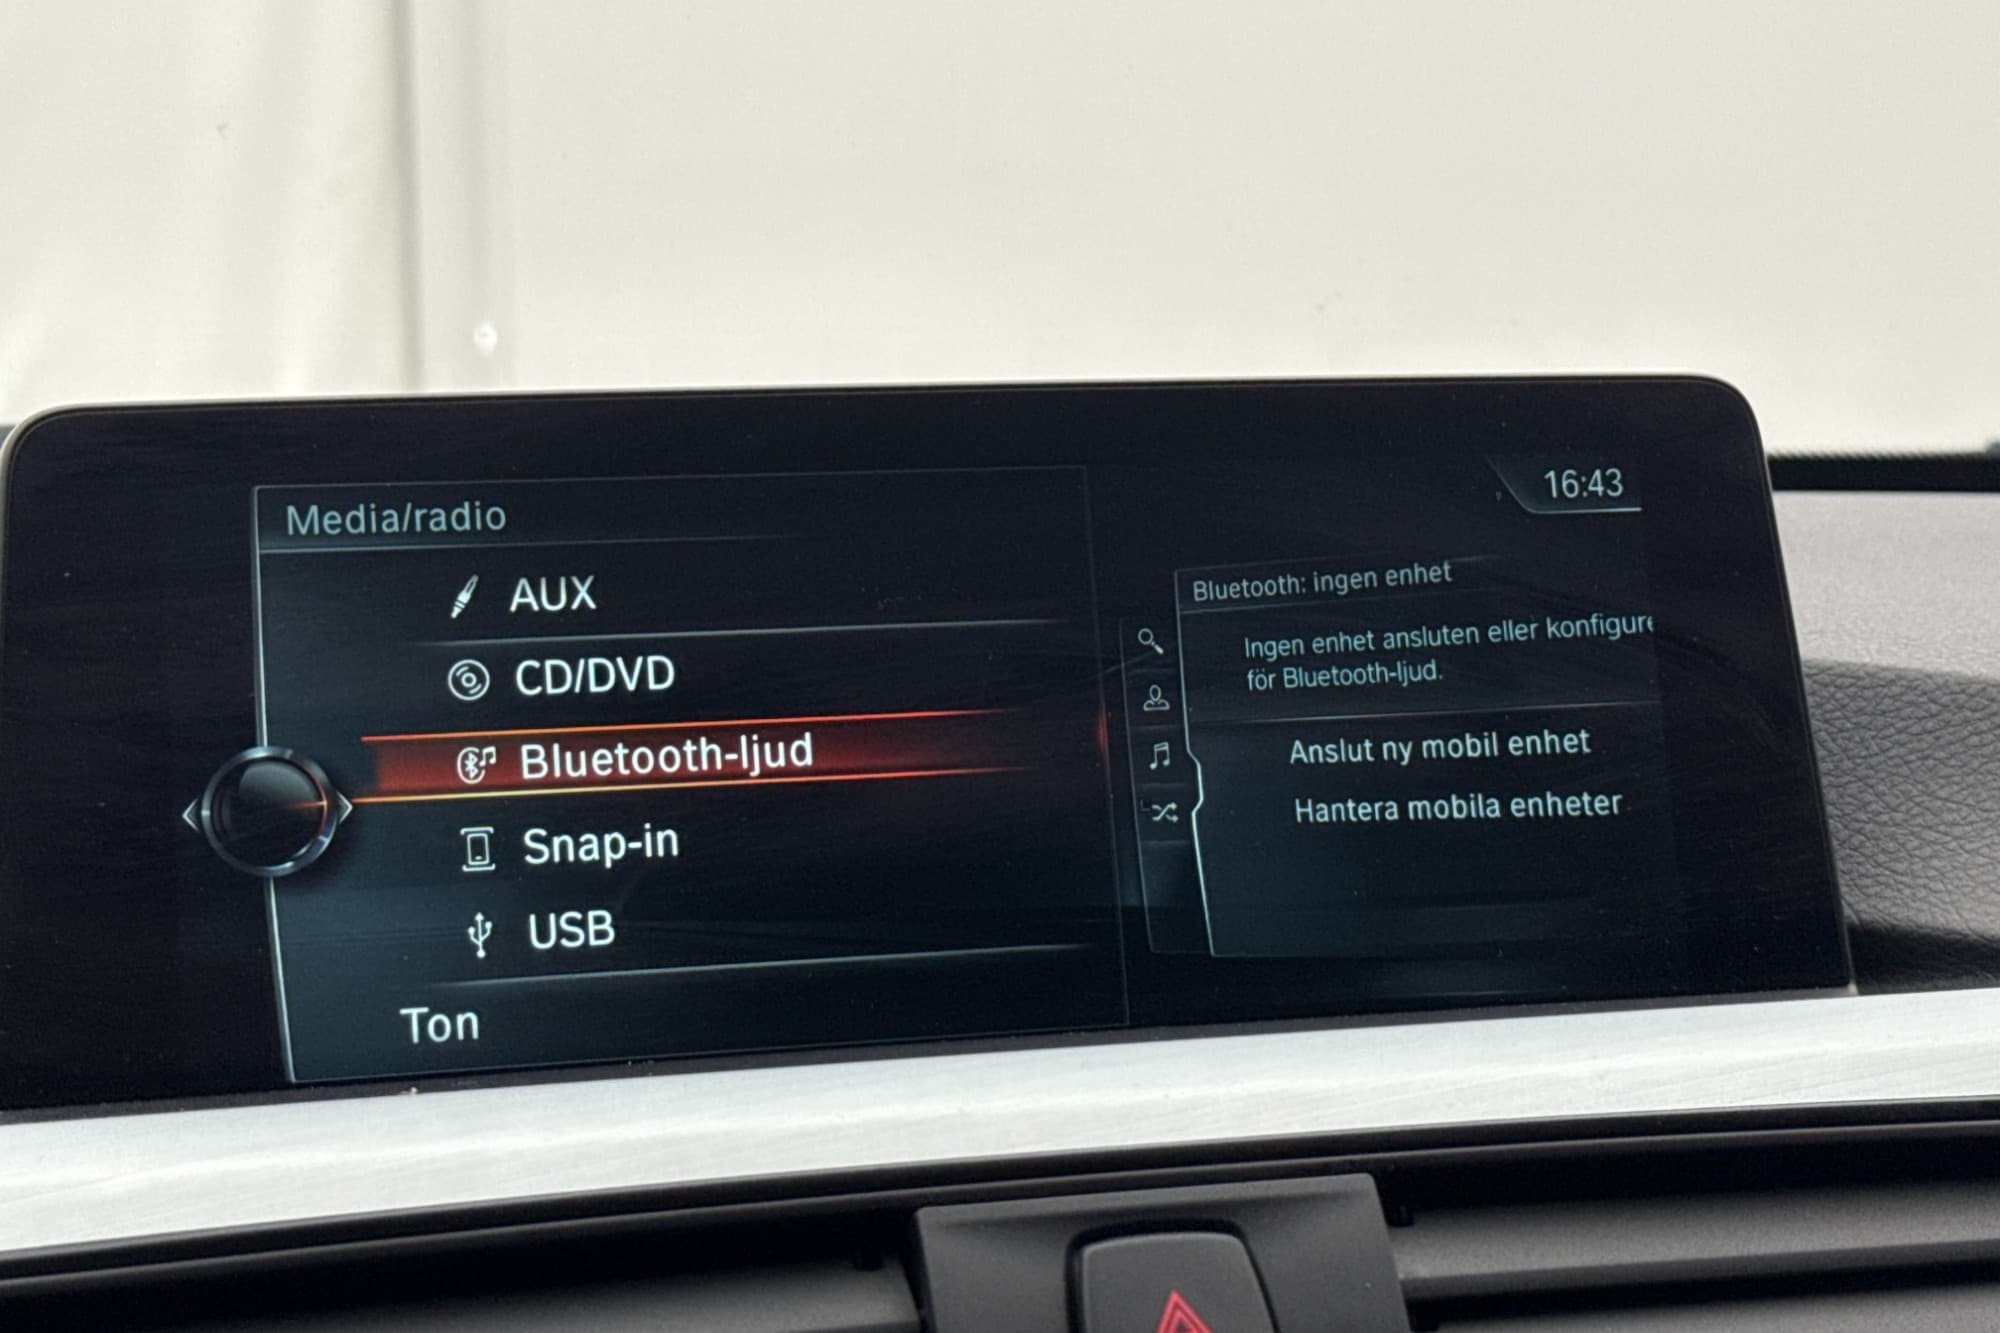 Media/radio
AUX
CD/DVD
Bluetooth-ljud
Snap-in
USB
Ton
16:43
Bluetooth: ingen enhet
Ingen enhet ansluten eller konfigure
för Bluetooth-ljud.
Anslut ny mobil enhet
Hantera mobila enheter